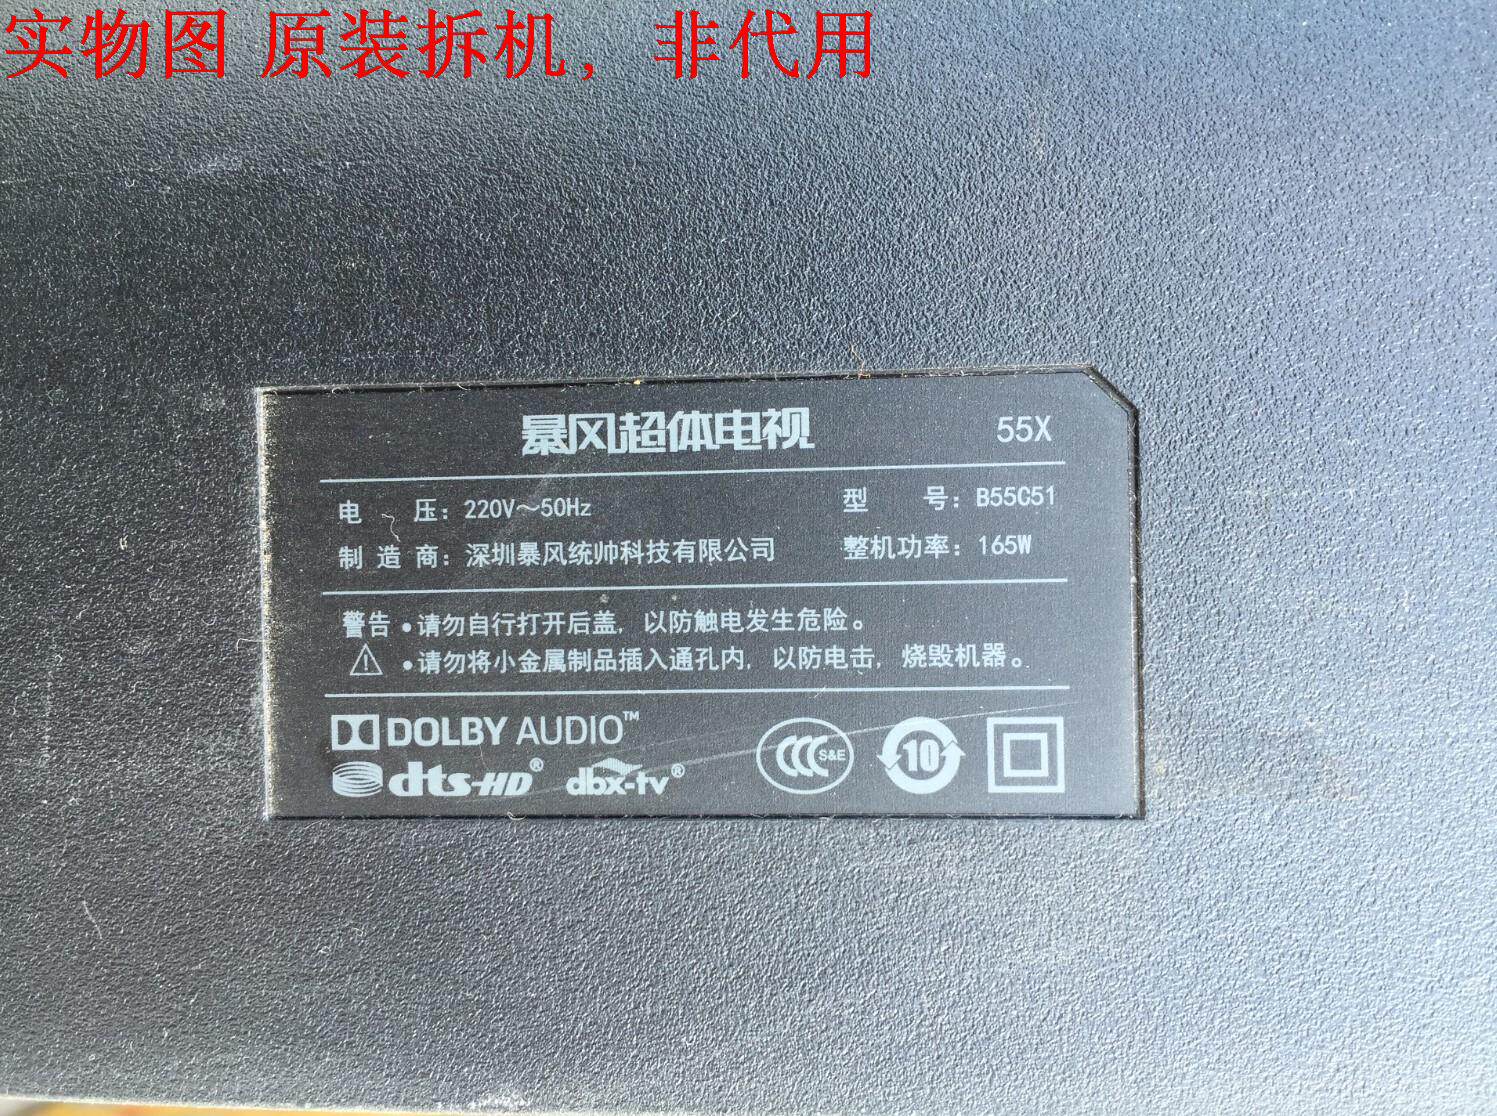 实物图 原装拆机，非代用
暴风超体电视 55X
电 压：220V～50Hz 型 号：B55C51
制 造 商：深圳暴风统帅科技有限公司 整机功率：165W
警告 •请勿自行打开后盖，以防触电发生危险。
•请勿将小金属制品插入通孔内，以防电击，烧毁机器。
DOLBY AUDIO™
CCC S&E 10
dts-HD® dbx-tv®